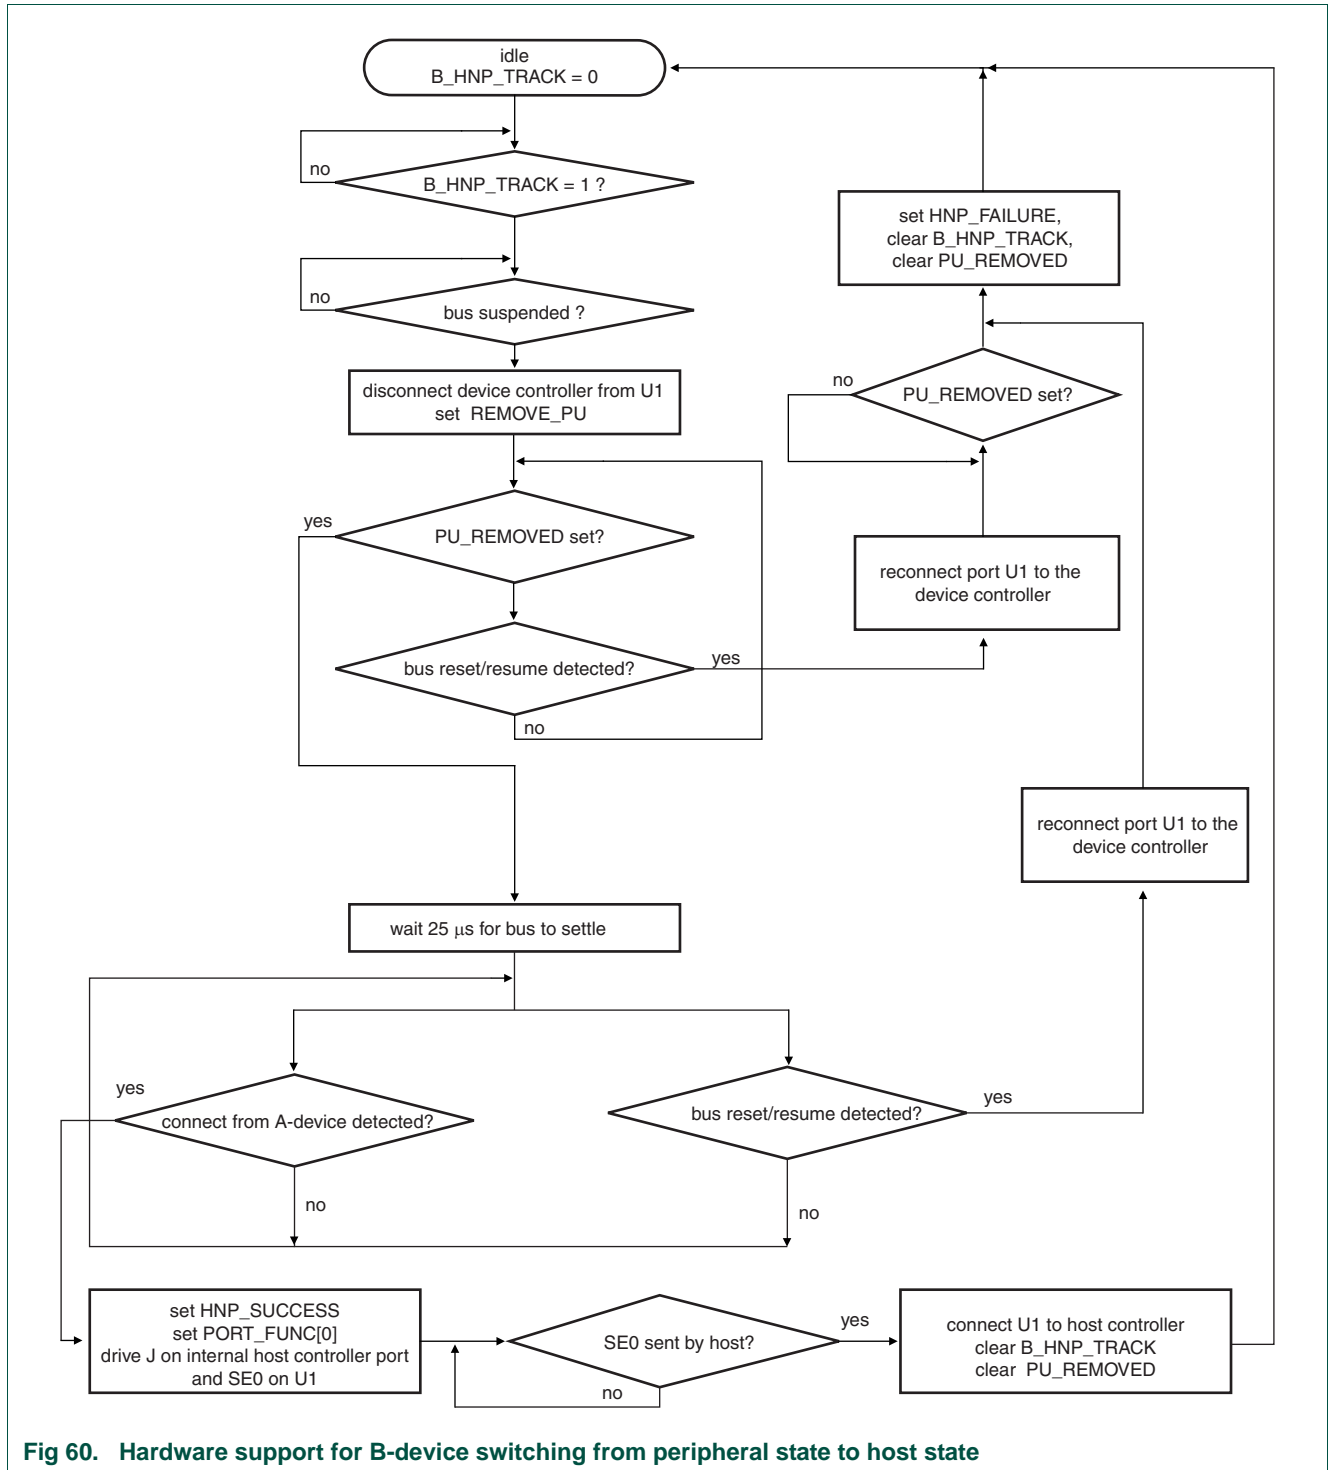 idle
B_HNP_TRACK = 0
no
B_HNP_TRACK = 1 ?
no
bus suspended ?
disconnect device controller from U1
set REMOVE_PU
yes
PU_REMOVED set?
bus reset/resume detected?
yes
no
set HNP_FAILURE,
clear B_HNP_TRACK,
clear PU_REMOVED
no
PU_REMOVED set?
reconnect port U1 to the
device controller
reconnect port U1 to the
device controller
wait 25 μs for bus to settle
yes
connect from A-device detected?
no
bus reset/resume detected?
yes
no
set HNP_SUCCESS
set PORT_FUNC[0]
drive J on internal host controller port
and SE0 on U1
SE0 sent by host?
yes
no
connect U1 to host controller
clear B_HNP_TRACK
clear PU_REMOVED
Fig 60. Hardware support for B-device switching from peripheral state to host state